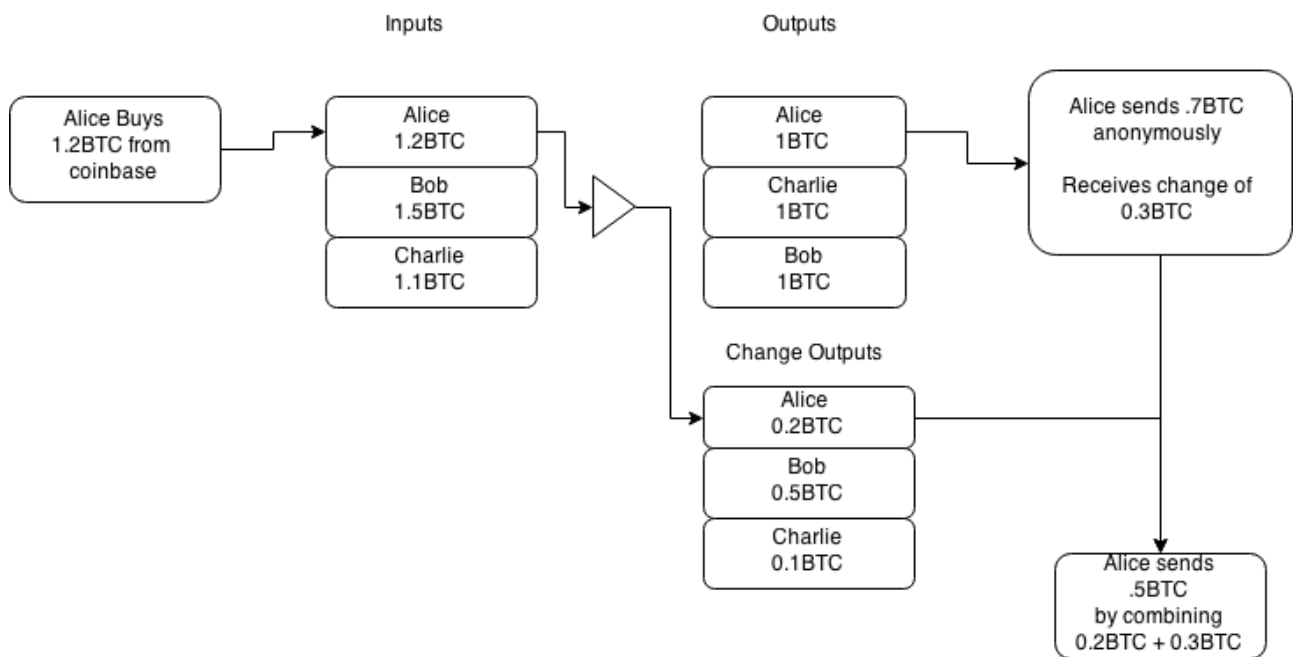 Inputs
Outputs
Alice Buys
1.2BTC from
coinbase
Alice
1.2BTC
Bob
1.5BTC
Charlie
1.1BTC
Alice
1BTC
Charlie
1BTC
Bob
1BTC
Alice sends .7BTC
anonymously
Receives change of
0.3BTC
Change Outputs
Alice
0.2BTC
Bob
0.5BTC
Charlie
0.1BTC
Alice sends
.5BTC
by combining
0.2BTC + 0.3BTC